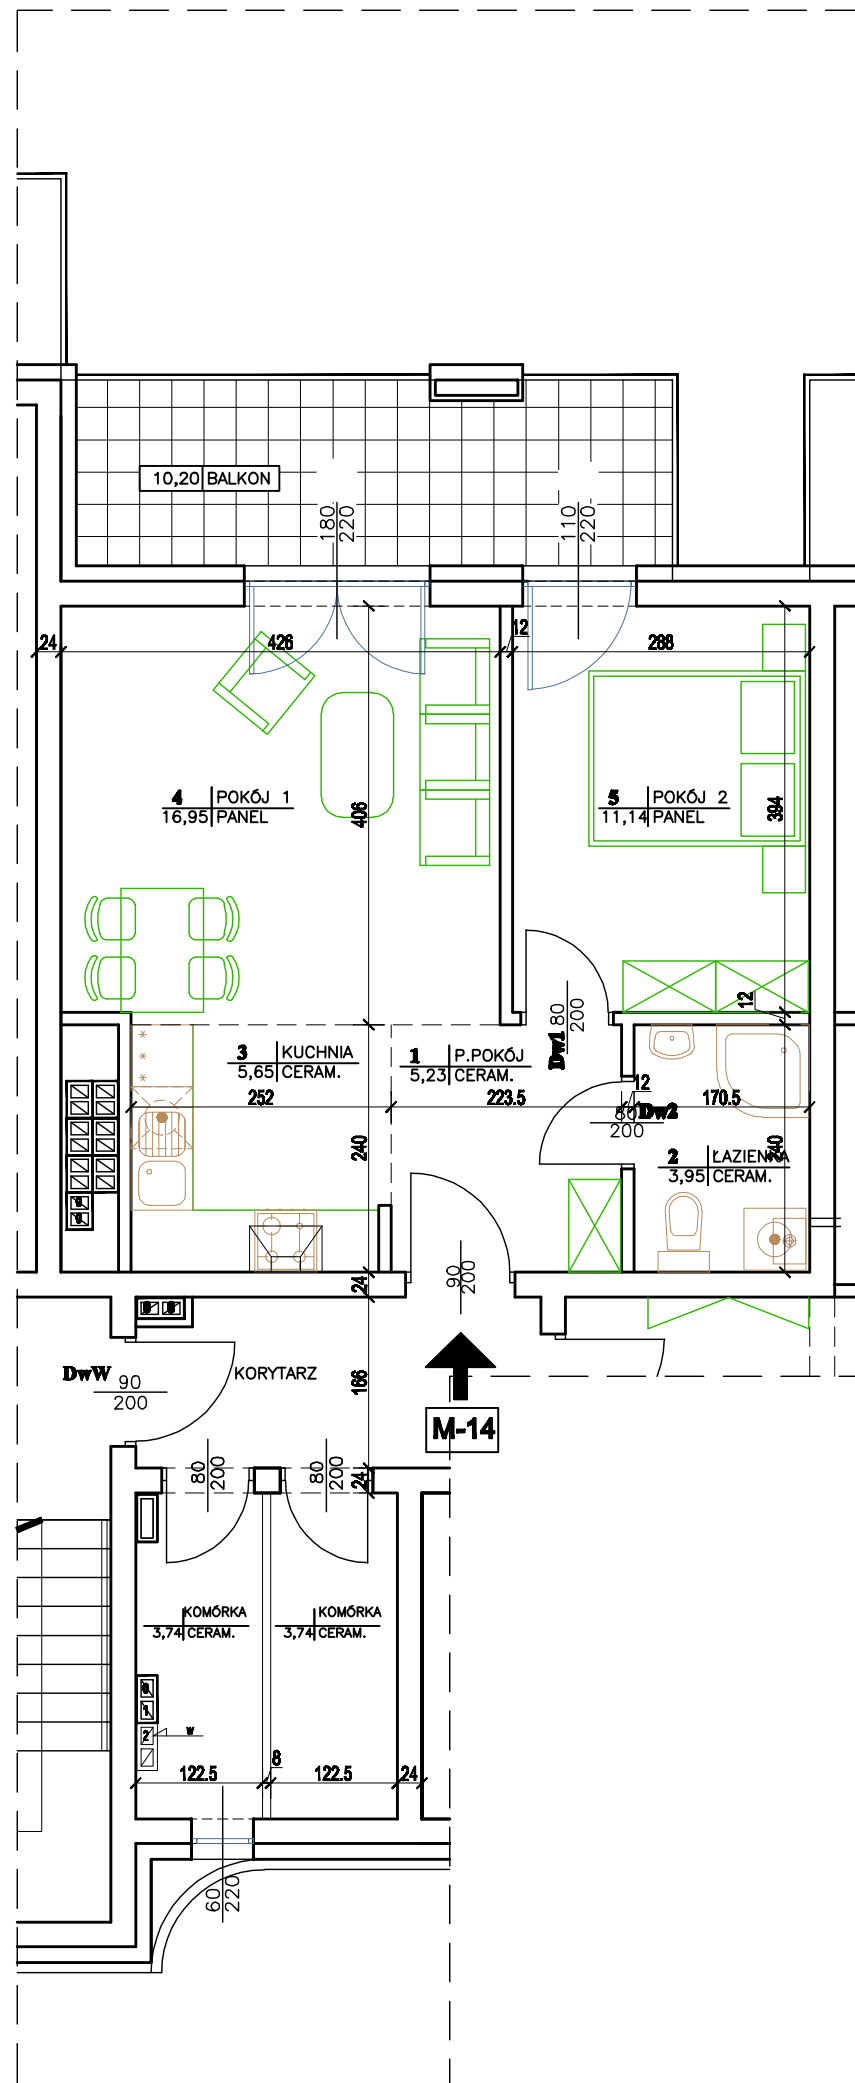 10,20 BALKON
180
220
110
220
24
426
12
288
4 POKÓJ 1
16,95 PANEL
406
5 POKÓJ 2
11,14 PANEL
394
12
Dw1 80
200
3 KUCHNIA
5,65 CERAM.
1 P.POKÓJ
5,23 CERAM.
252
223.5
12
170.5
80 Dw2
200
240
2 ŁAZIENKA
3,95 CERAM.
240
24
90
200
DwW 90
200
KORYTARZ
166
M-14
80
200
80
200
24
KOMÓRKA
3,74 CERAM.
KOMÓRKA
3,74 CERAM.
2
w
122.5
8
122.5
24
60
220